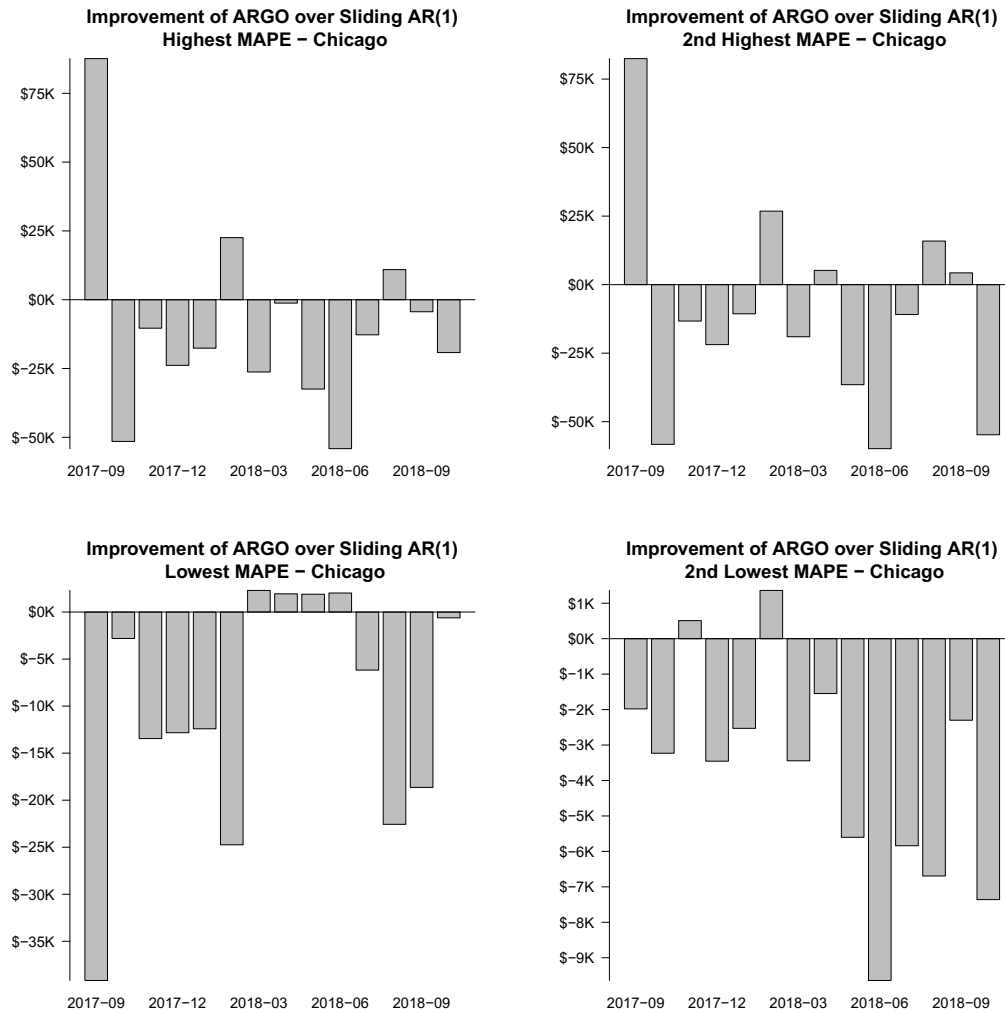 Improvement of ARGO over Sliding AR(1)
Highest MAPE − Chicago
$75K
$50K
$25K
$0K
$−25K
$−50K
2017−09 2017−12 2018−03 2018−06 2018−09
Improvement of ARGO over Sliding AR(1)
2nd Highest MAPE − Chicago
$75K
$50K
$25K
$0K
$−25K
$−50K
2017−09 2017−12 2018−03 2018−06 2018−09
Improvement of ARGO over Sliding AR(1)
Lowest MAPE − Chicago
$0K
$−5K
$−10K
$−15K
$−20K
$−25K
$−30K
$−35K
2017−09 2017−12 2018−03 2018−06 2018−09
Improvement of ARGO over Sliding AR(1)
2nd Lowest MAPE − Chicago
$1K
$0K
$−1K
$−2K
$−3K
$−4K
$−5K
$−6K
$−7K
$−8K
$−9K
2017−09 2017−12 2018−03 2018−06 2018−09